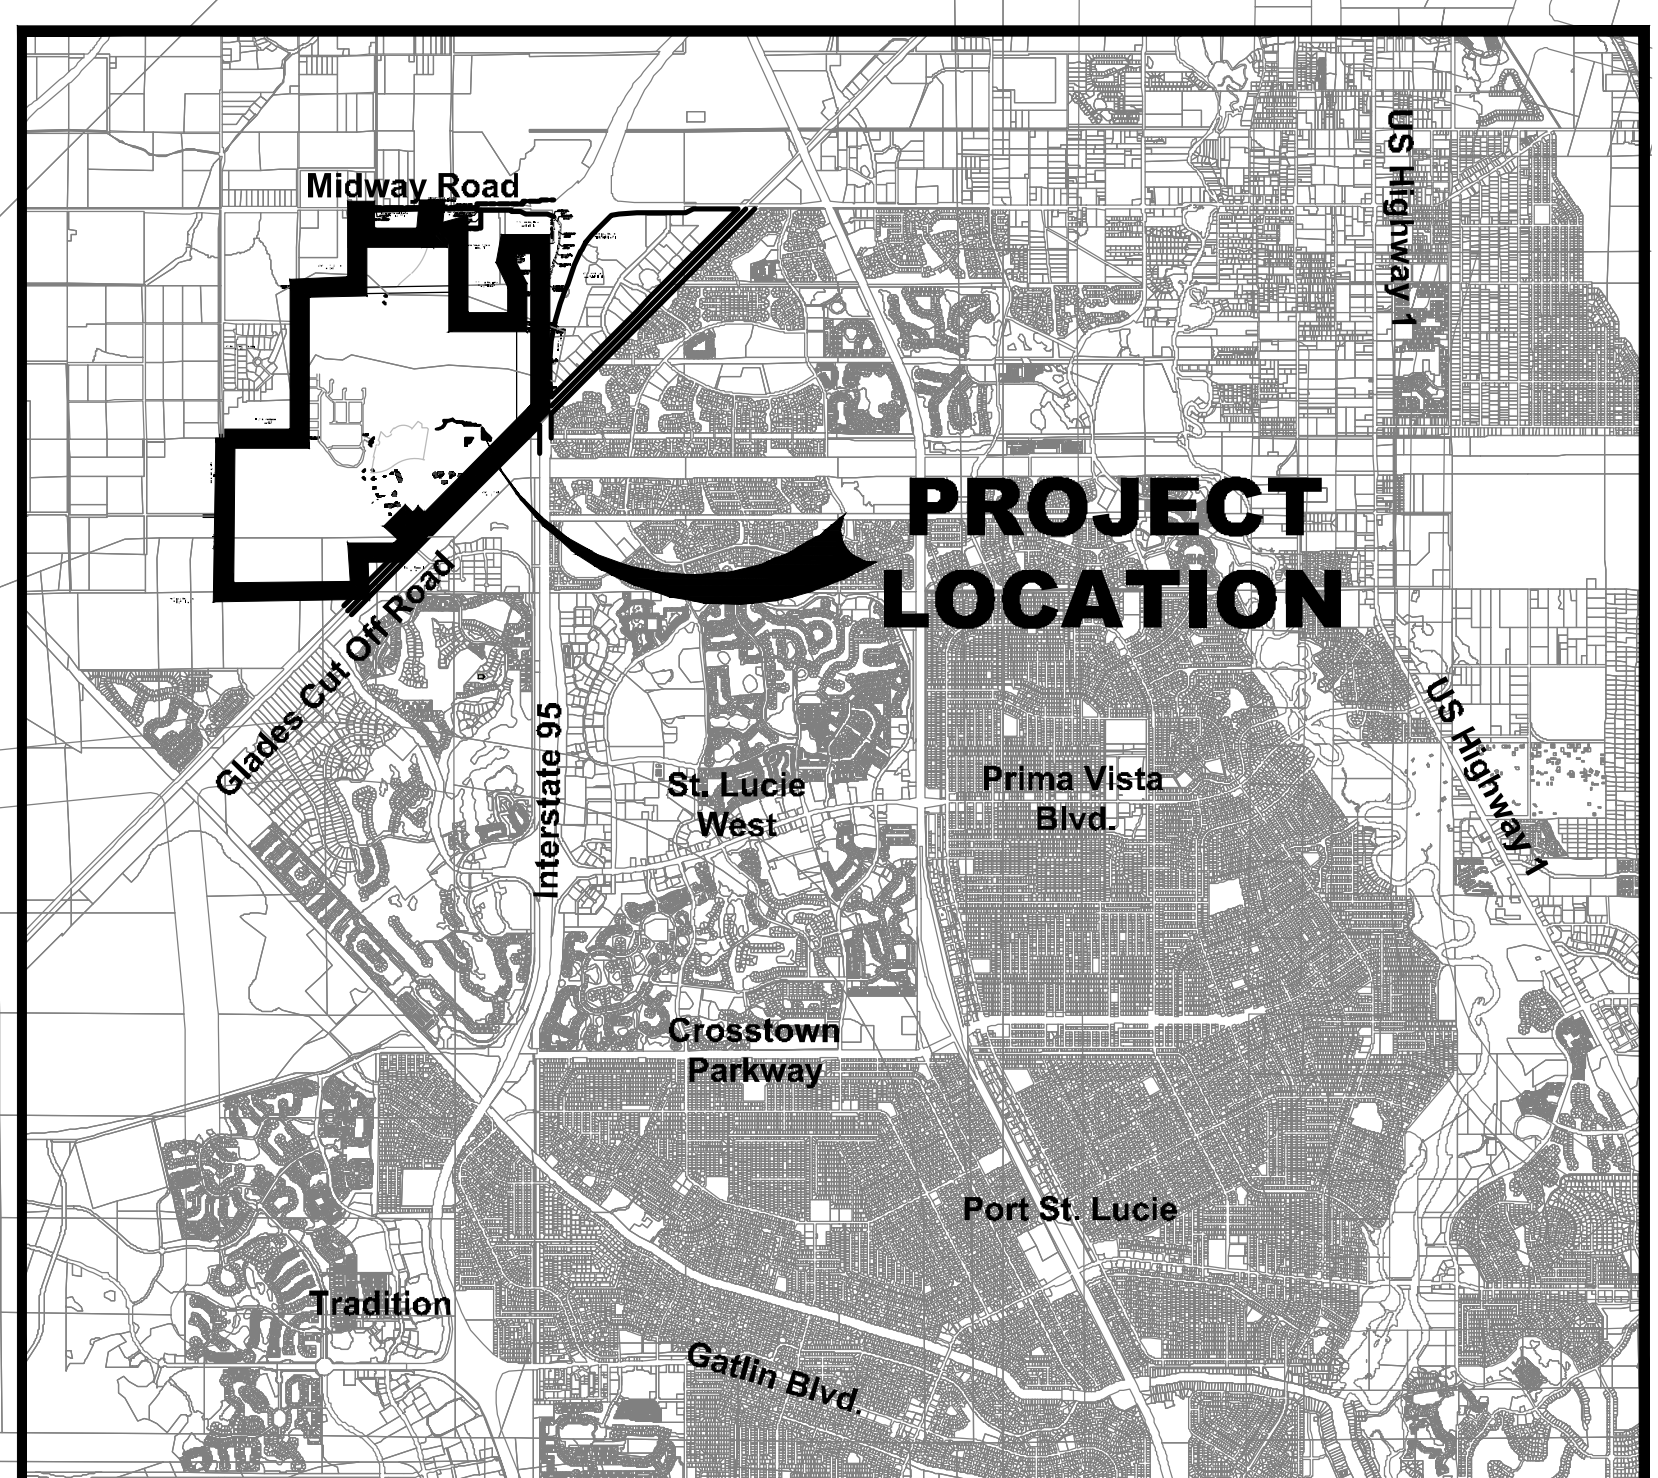 Midway Road
US Highway 1
PROJECT
LOCATION
Glades Cut Off Road
Interstate 95
US Highway 1
St. Lucie
West
Prima Vista
Blvd.
Crosstown
Parkway
Port St. Lucie
Tradition
Gatlin Blvd.